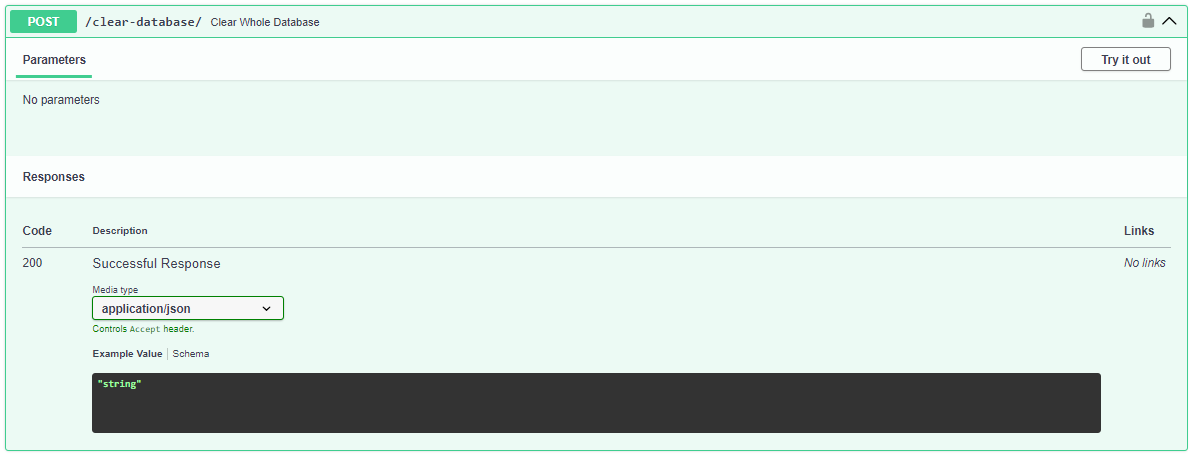 POST /clear-database/ Clear Whole Database
Parameters Try it out
No parameters
Responses
Code Description Links
200 Successful Response No links
Media type
application/json
Controls Accept header.
Example Value Schema
"string"